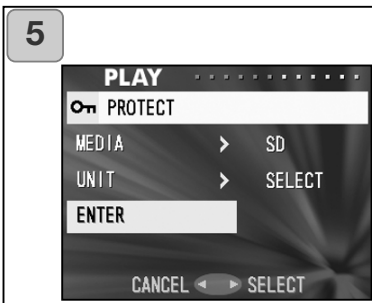 5
PLAY
PROTECT
MEDIA > SD
UNIT > SELECT
ENTER
CANCEL ◄ ► SELECT